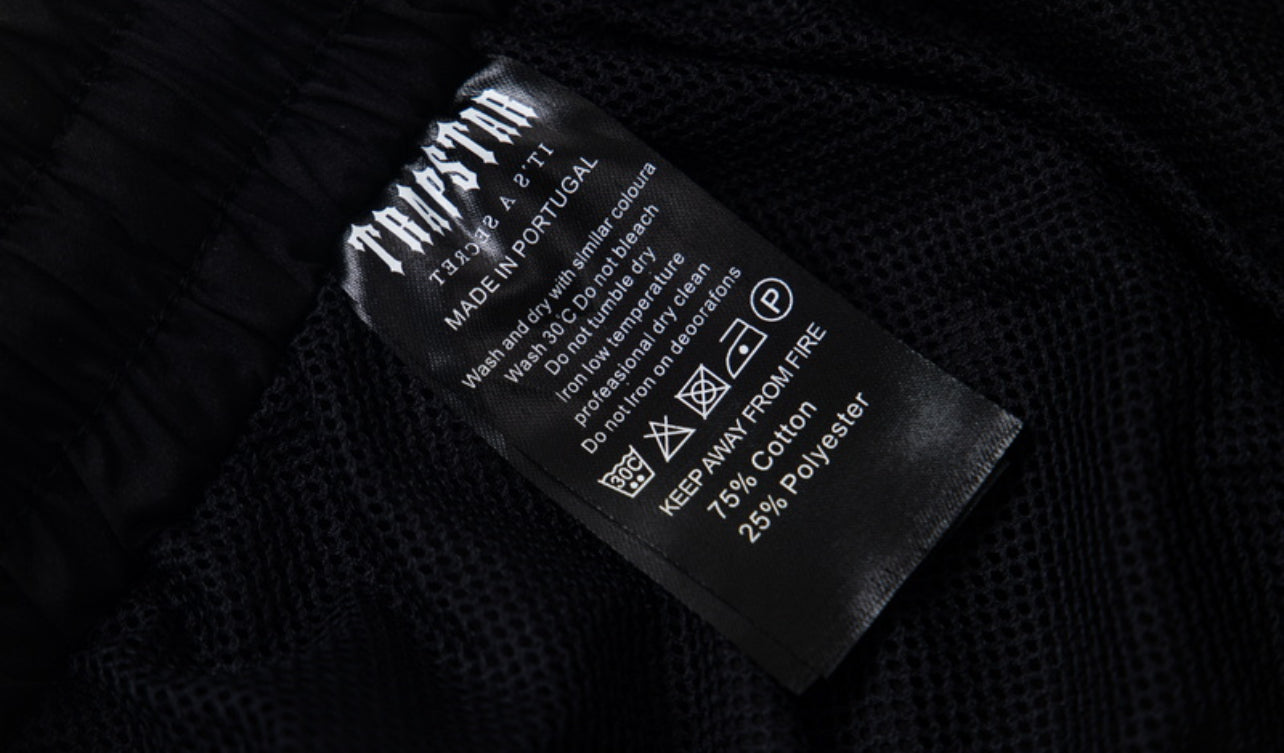 TRAPSTAR
IT'S A SECRET
MADE IN PORTUGAL
Wash and dry with similar coloura
Wash 30°C Do not bleach
Do not tumble dry
Iron low temperature
profeasional dry clean
Do not Iron on deoorafons
30C
P
KEEP AWAY FROM FIRE
75% Cotton
25% Polyester